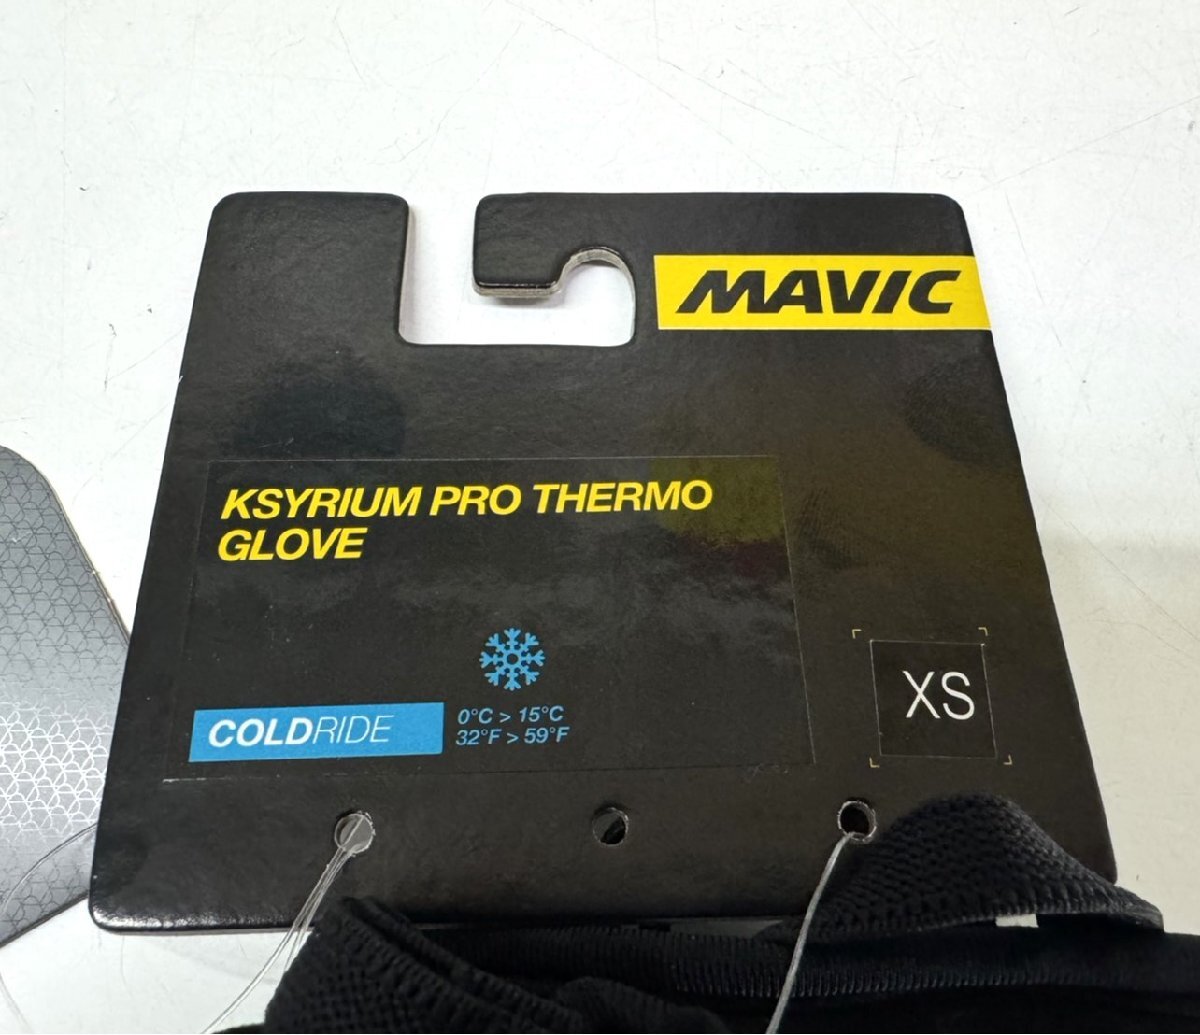 MAVIC
KSYRIUM PRO THERMO
GLOVE
COLDRIDE
0°C > 15°C
32°F > 59°F
XS